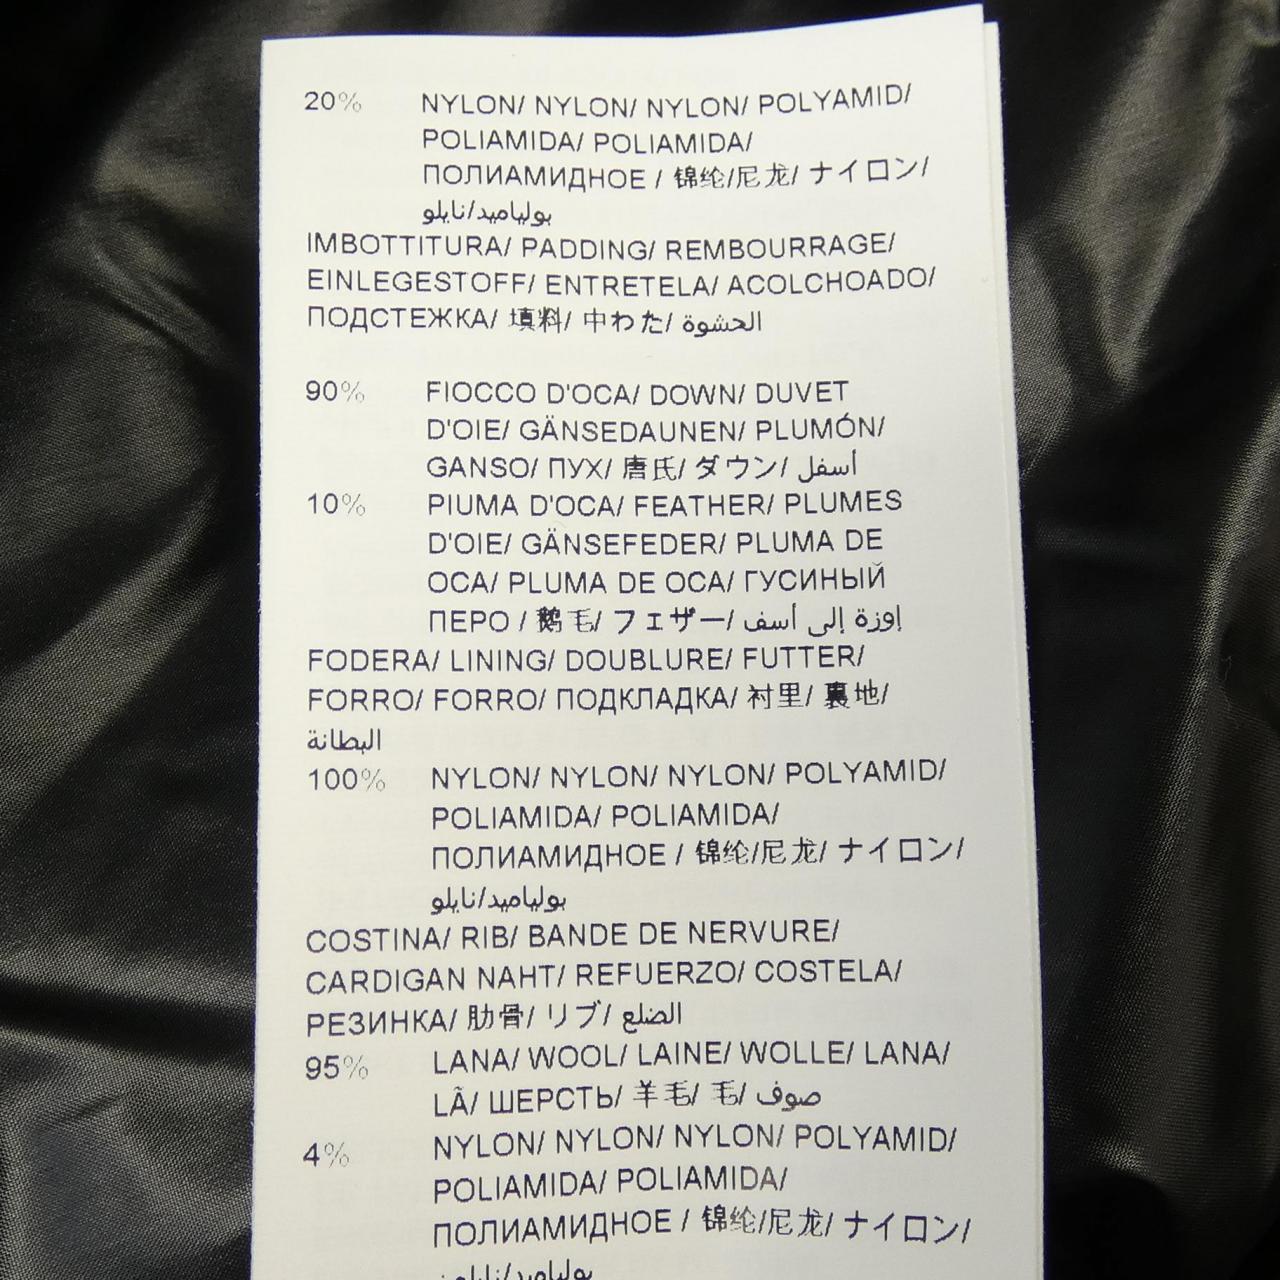 20% NYLON/ NYLON/ NYLON/ POLYAMID/
POLIAMIDA/ POLIAMIDA/
ПОЛИАМИДНОЕ / 锦纶/尼龙/ ナイロン/
بولياميد/نايلو
IMBOTTITURA/ PADDING/ REMBOURRAGE/
EINLEGESTOFF/ ENTRETELA/ ACOLCHOADO/
ПОДСТЕЖКА/ 填料/ 中わた/ الحشوة
90% FIOCCO D'OCA/ DOWN/ DUVET
D'OIE/ GÄNSEDAUNEN/ PLUMÓN/
GANSO/ ПУХ/ 唐氏/ ダウン/ أسفل
10% PIUMA D'OCA/ FEATHER/ PLUMES
D'OIE/ GÄNSEFEDER/ PLUMA DE
OCA/ PLUMA DE OCA/ ГУСИНЫЙ
ПЕРО / 鹅毛/ フェザー/ إوزة إلى أسف
FODERA/ LINING/ DOUBLURE/ FUTTER/
FORRO/ FORRO/ ПОДКЛАДКА/ 衬里/ 裏地/
البطانة
100% NYLON/ NYLON/ NYLON/ POLYAMID/
POLIAMIDA/ POLIAMIDA/
ПОЛИАМИДНОЕ / 锦纶/尼龙/ ナイロン/
بولياميد/نايلو
COSTINA/ RIB/ BANDE DE NERVURE/
CARDIGAN NAHT/ REFUERZO/ COSTELA/
РЕЗИНКА/ 肋骨/ リブ/ الضلع
95% LANA/ WOOL/ LAINE/ WOLLE/ LANA/
LÃ/ ШЕРСТЬ/ 羊毛/ 毛/ صوف
4% NYLON/ NYLON/ NYLON/ POLYAMID/
POLIAMIDA/ POLIAMIDA/
ПОЛИАМИДНОЕ / 锦纶/尼龙/ ナイロン/